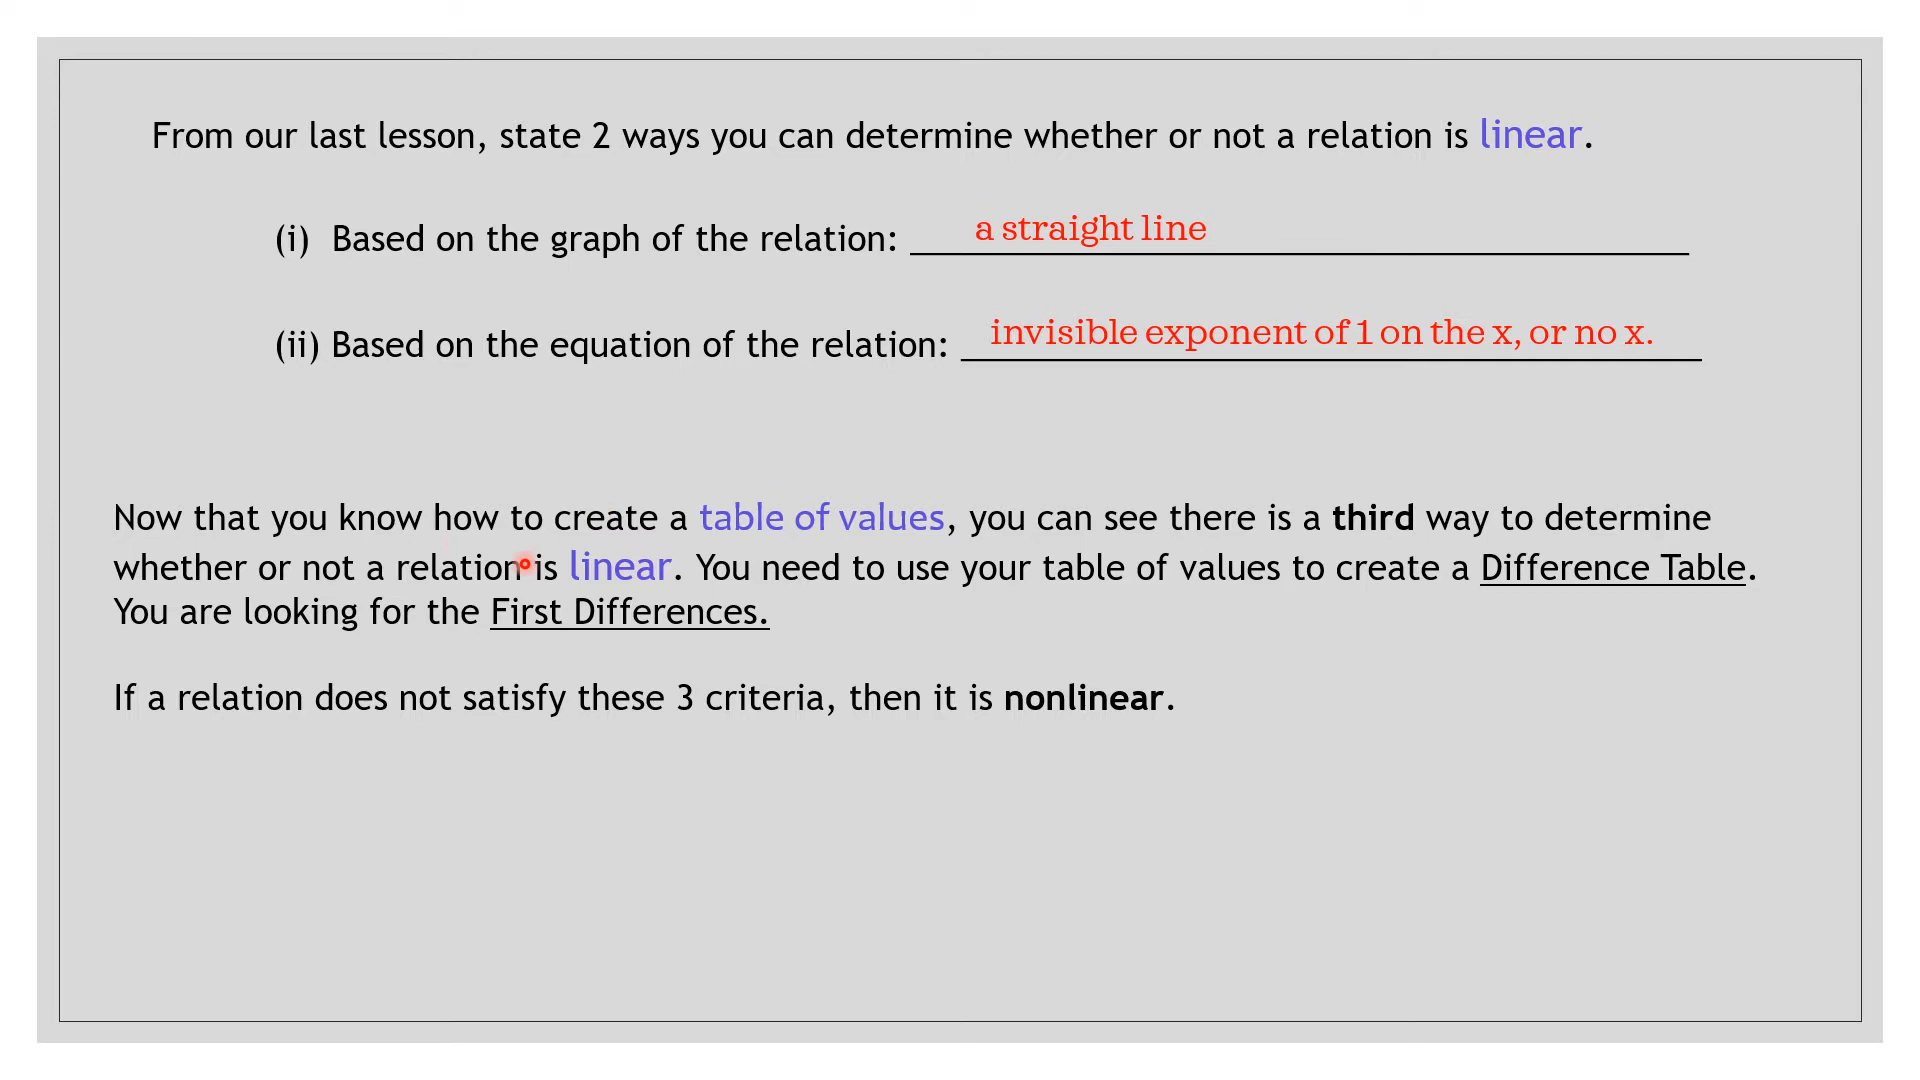 From our last lesson, state 2 ways you can determine whether or not a relation is linear.
(i) Based on the graph of the relation: a straight line
(ii) Based on the equation of the relation: invisible exponent of 1 on the x, or no x.
Now that you know how to create a table of values, you can see there is a third way to determine
whether or not a relation is linear. You need to use your table of values to create a Difference Table.
You are looking for the First Differences.
If a relation does not satisfy these 3 criteria, then it is nonlinear.